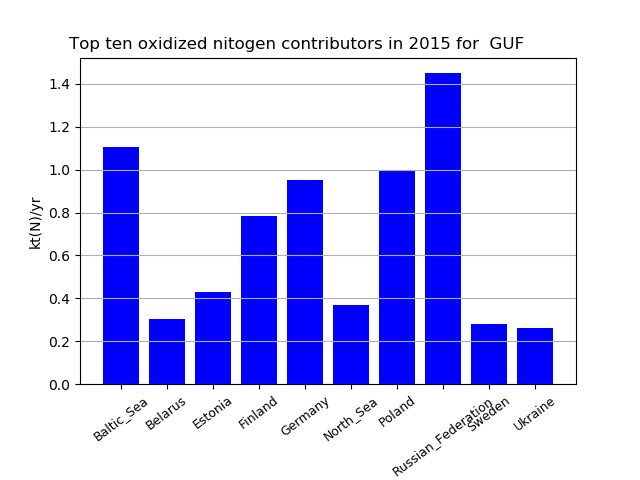 Top ten oxidized nitogen contributors in 2015 for  GUF
kt(N)/yr
1.4
1.2
1.0
0.8
0.6
0.4
0.2
0.0
Baltic_Sea
Belarus
Estonia
Finland
Germany
North_Sea
Poland
Russian_Federation
Sweden
Ukraine